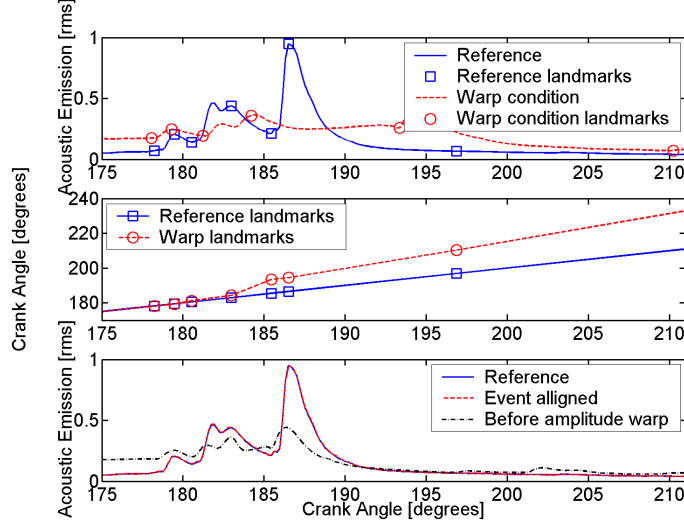 Acoustic Emission [rms]
1
0.5
0
Reference
Reference landmarks
Warp condition
Warp condition landmarks
175 180 185 190 195 200 205 210
Crank Angle [degrees]
240
220
200
180
Reference landmarks
Warp landmarks
175 180 185 190 195 200 205 210
Acoustic Emission [rms]
1
0.5
0
Reference
Event alligned
Before amplitude warp
175 180 185 190 195 200 205 210
Crank Angle [degrees]